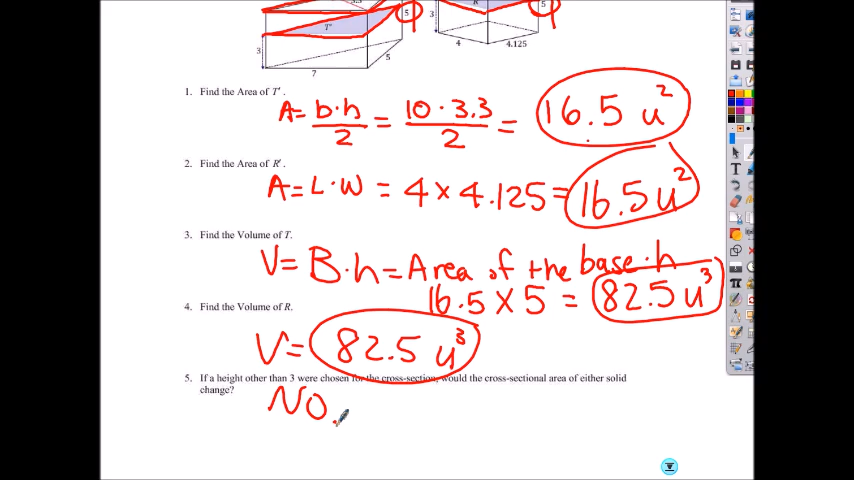 3.3 5 R 5
T'
3 3
5 4 4.125
7
1. Find the Area of T'.
A = b·h/2 = 10·3.3/2 = 16.5 u²
2. Find the Area of R'.
A = L·W = 4 × 4.125 = 16.5 u²
3. Find the Volume of T.
V = B·h = Area of the base·h
16.5 × 5 = 82.5 u³
4. Find the Volume of R.
V = 82.5 u³
5. If a height other than 3 were chosen for the cross-section, would the cross-sectional area of either solid
change?
NO.